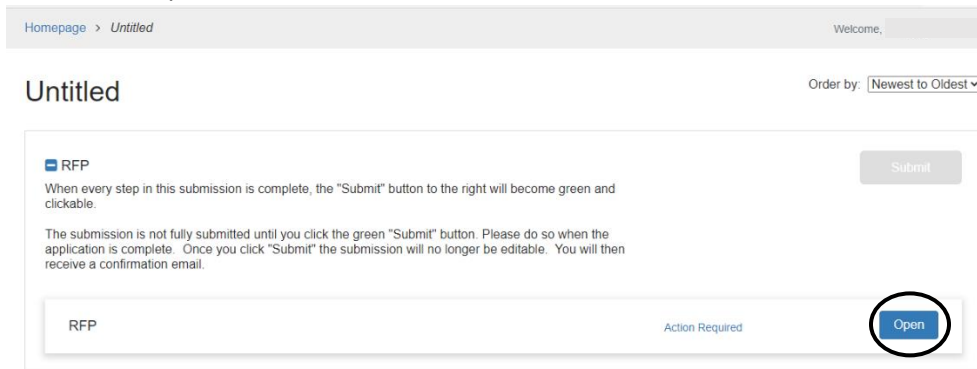 Homepage > Untitled
Welcome,
Untitled
Order by: Newest to Oldest
RFP
Submit
When every step in this submission is complete, the "Submit" button to the right will become green and
clickable.
The submission is not fully submitted until you click the green "Submit" button. Please do so when the
application is complete. Once you click "Submit" the submission will no longer be editable. You will then
receive a confirmation email.
RFP
Action Required
Open